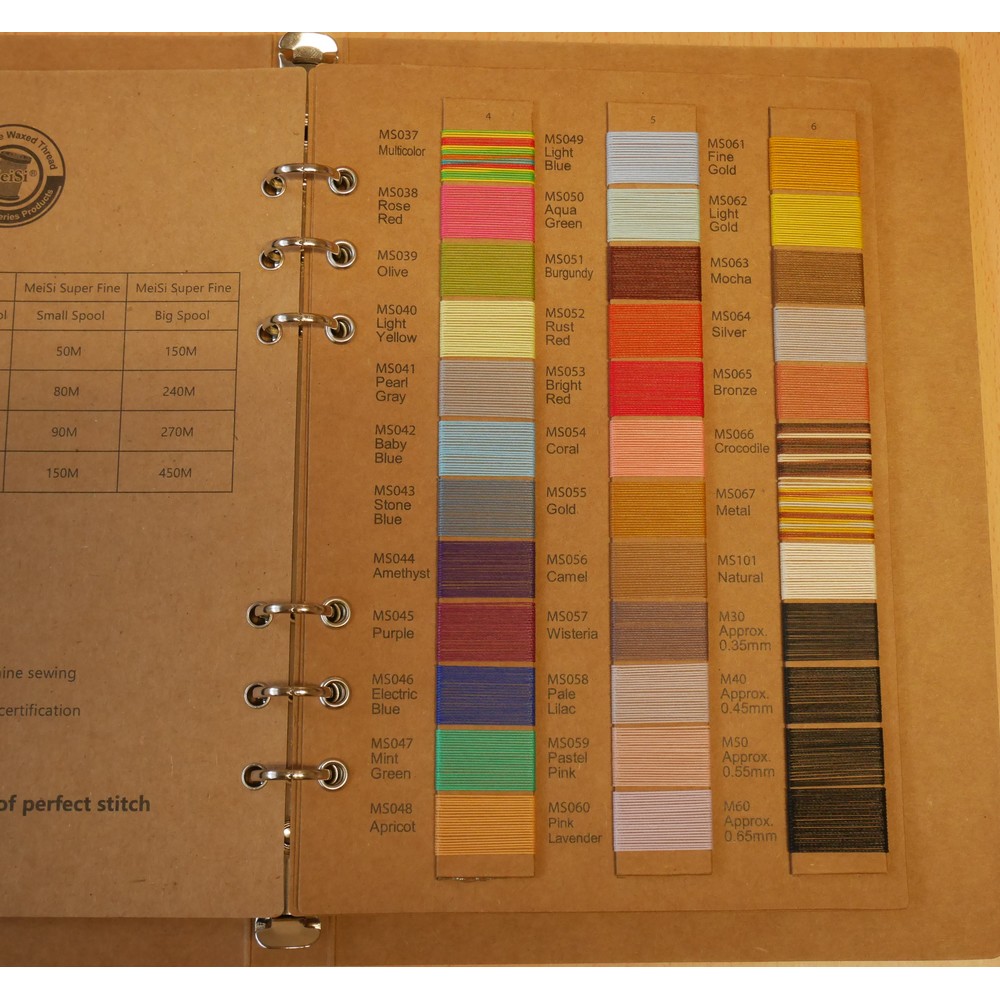 Waxed Thread
MeiSi®
Series Products
MeiSi Super Fine MeiSi Super Fine
Small Spool Big Spool
50M 150M
80M 240M
90M 270M
150M 450M
sewing
certification
of perfect stitch
4
MS037
Multicolor
MS038
Rose
Red
MS039
Olive
MS040
Light
Yellow
MS041
Pearl
Gray
MS042
Baby
Blue
MS043
Stone
Blue
MS044
Amethyst
MS045
Purple
MS046
Electric
Blue
MS047
Mint
Green
MS048
Apricot
5
MS049
Light
Blue
MS050
Aqua
Green
MS051
Burgundy
MS052
Rust
Red
MS053
Bright
Red
MS054
Coral
MS055
Gold
MS056
Camel
MS057
Wisteria
MS058
Pale
Lilac
MS059
Pastel
Pink
MS060
Pink
Lavender
6
MS061
Fine
Gold
MS062
Light
Gold
MS063
Mocha
MS064
Silver
MS065
Bronze
MS066
Crocodile
MS067
Metal
MS101
Natural
M30
Approx.
0.35mm
M40
Approx.
0.45mm
M50
Approx.
0.55mm
M60
Approx.
0.65mm